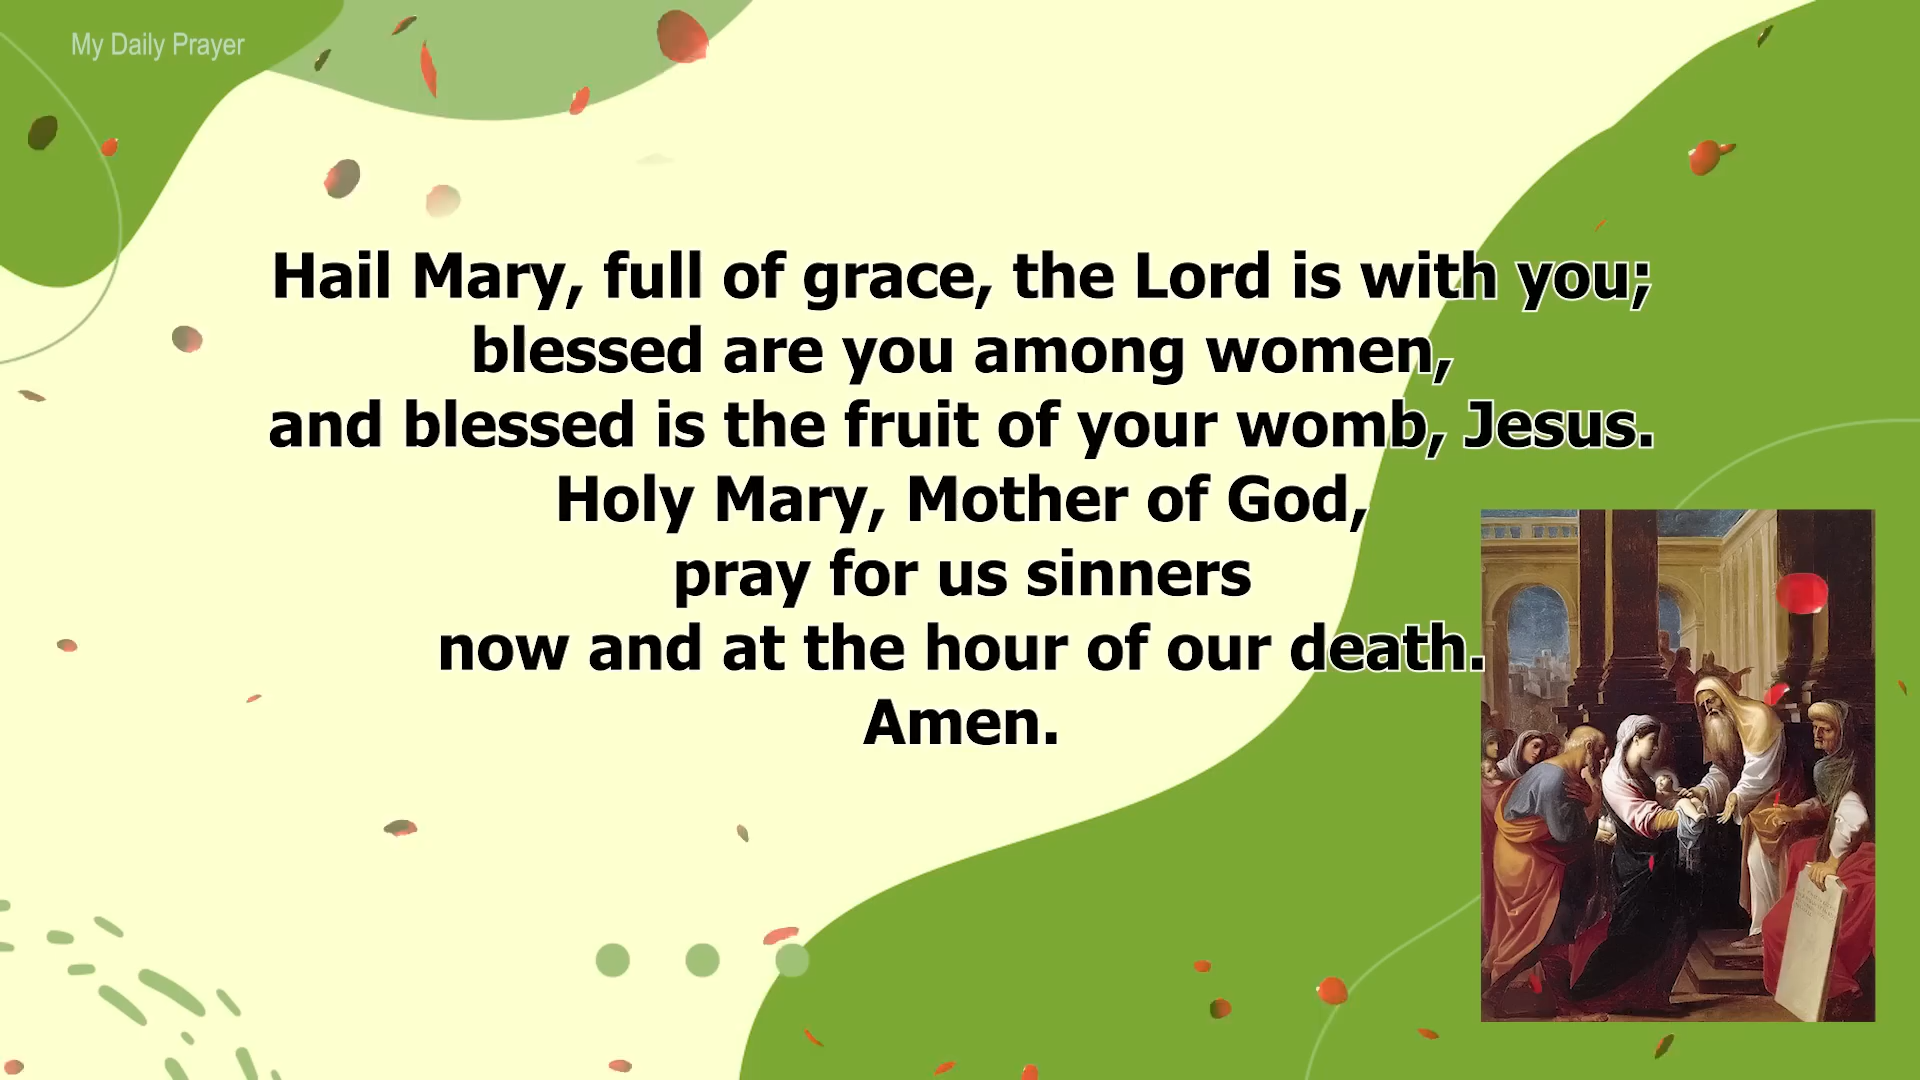 My Daily Prayer
Hail Mary, full of grace, the Lord is with you;
blessed are you among women,
and blessed is the fruit of your womb, Jesus.
Holy Mary, Mother of God,
pray for us sinners
now and at the hour of our death.
Amen.